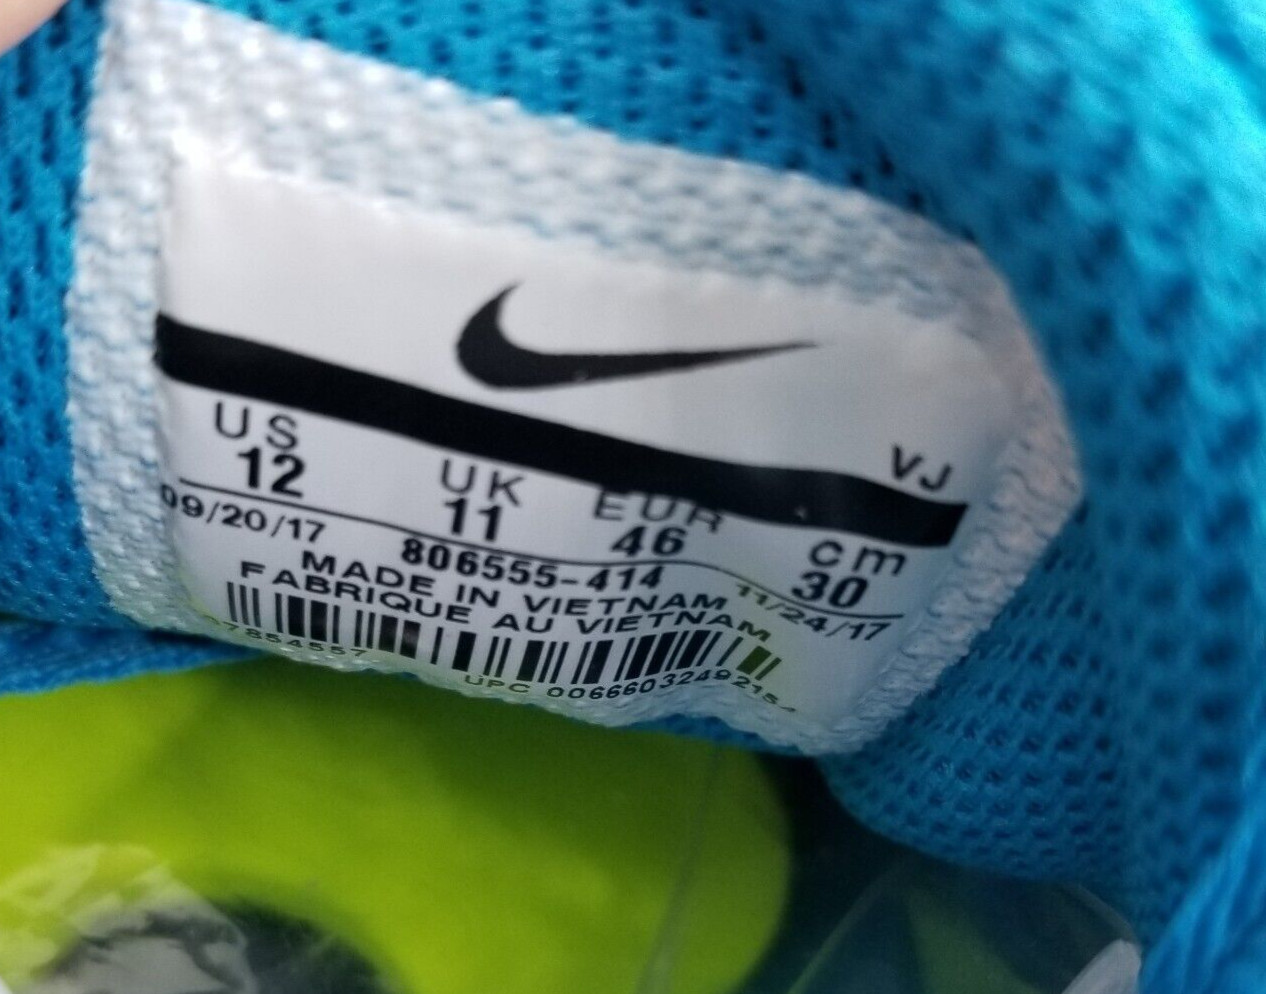 VJ
US UK EUR cm
12 11 46 30
09/20/17 806555-414 11/24/17
MADE IN VIETNAM
FABRIQUE AU VIETNAM
7854557 UPC 00666032492154